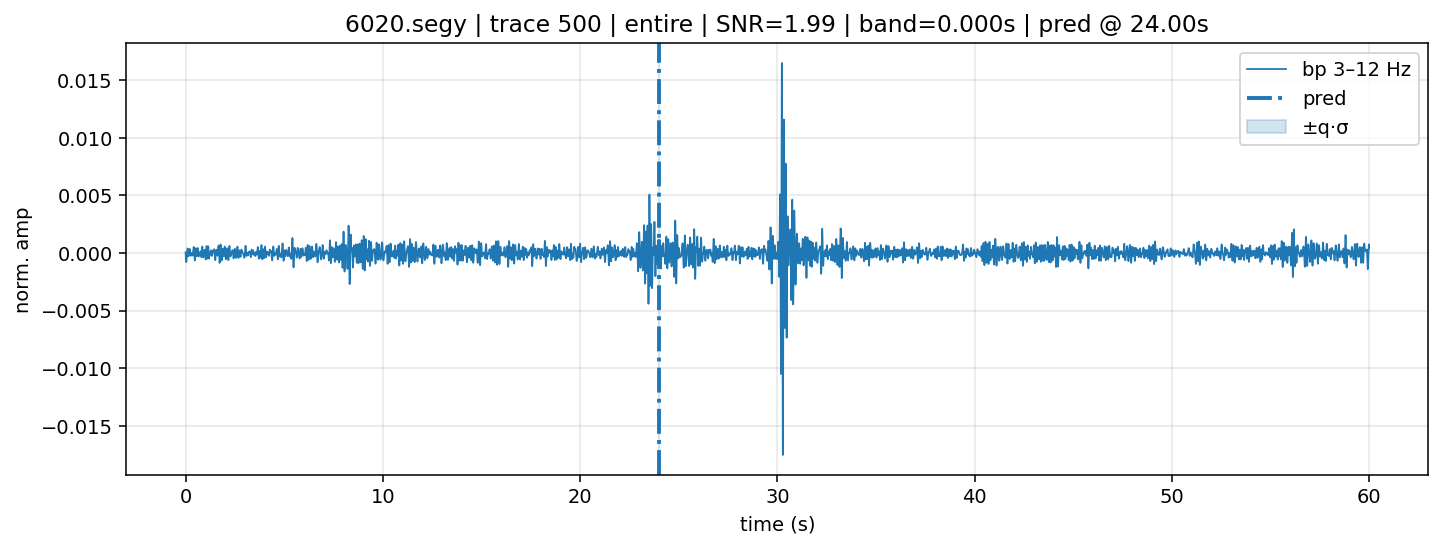 6020.segy | trace 500 | entire | SNR=1.99 | band=0.000s | pred @ 24.00s
norm. amp
0.015
0.010
0.005
0.000
−0.005
−0.010
−0.015
bp 3–12 Hz
pred
±q·σ
0 10 20 30 40 50 60
time (s)